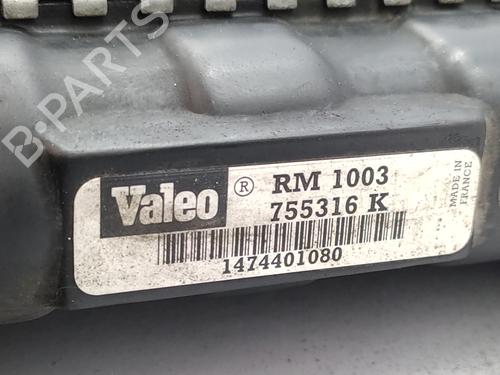 B-PARTS
Valeo ® RM 1003
755316 K
1474401080
MADE IN
FRANCE